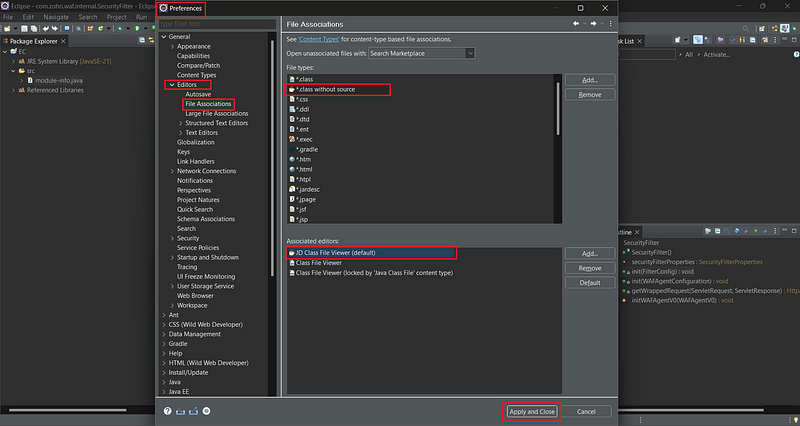 Eclipse - com.zoho.waf.internal.SecurityFilter - Eclips
File Edit Navigate Search Project Run
Package Explorer
EC
JRE System Library [JavaSE-21]
src
module-info.java
Referenced Libraries
Preferences
type filter text
General
Appearance
Capabilities
Compare/Patch
Content Types
Editors
Autosave
File Associations
Large File Associations
Structured Text Editors
Text Editors
Globalization
Keys
Link Handlers
Network Connections
Notifications
Perspectives
Project Natures
Quick Search
Schema Associations
Search
Security
Service Policies
Startup and Shutdown
Tracing
UI Freeze Monitoring
User Storage Service
Web Browser
Workspace
Ant
CSS (Wild Web Developer)
Data Management
Gradle
Help
HTML (Wild Web Developer)
Install/Update
Java
Java EE
File Associations
See 'Content Types' for content-type based file associations.
Open unassociated files with: Search Marketplace
File types:
*.class
*.class without source
*.css
*.ddl
*.dtd
*.ent
*.exec
*.gradle
*.htm
*.html
*.htpl
*.jardesc
*.jpage
*.jsf
*.jsp
Add...
Remove
Associated editors:
JD Class File Viewer (default)
Class File Viewer
Class File Viewer (locked by 'Java Class File' content type)
Add...
Remove
Default
Apply and Close
Cancel
sk List
All
Activate...
utline
SecurityFilter
SecurityFilter()
securityFilterProperties : SecurityFilterProperties
init(FilterConfig) : void
init(WAFAgentConfiguration) : void
getWrappedRequest(ServletRequest, ServletResponse) : Http
initWAFAgentV0(WAFAgentV0) : void